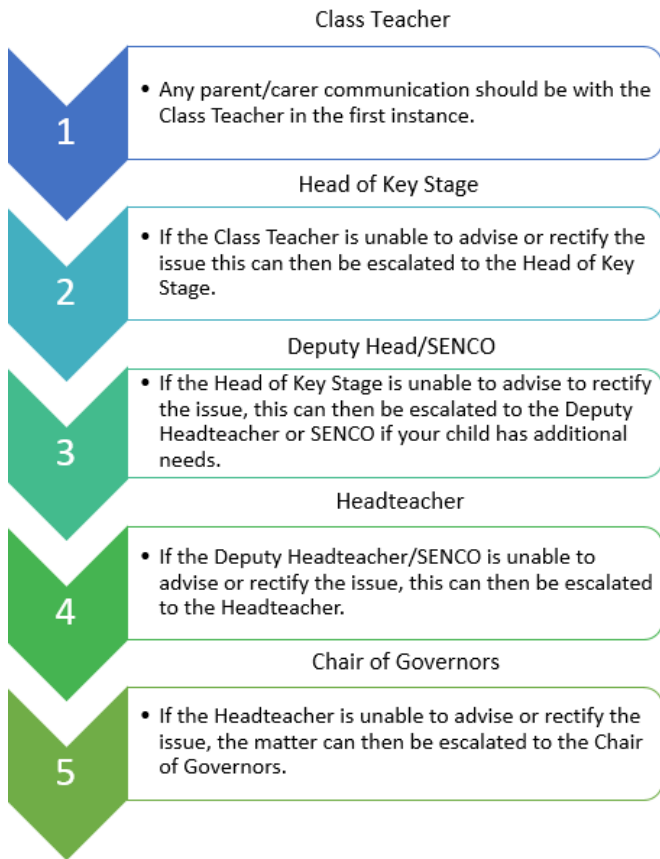 Class Teacher
• Any parent/carer communication should be with the
Class Teacher in the first instance.
1
Head of Key Stage
• If the Class Teacher is unable to advise or rectify the
issue this can then be escalated to the Head of Key
Stage.
2
Deputy Head/SENCO
• If the Head of Key Stage is unable to advise to rectify
the issue, this can then be escalated to the Deputy
Headteacher or SENCO if your child has additional
needs.
3
Headteacher
• If the Deputy Headteacher/SENCO is unable to
advise or rectify the issue, this can then be escalated
to the Headteacher.
4
Chair of Governors
• If the Headteacher is unable to advise or rectify the
issue, the matter can then be escalated to the Chair
of Governors.
5